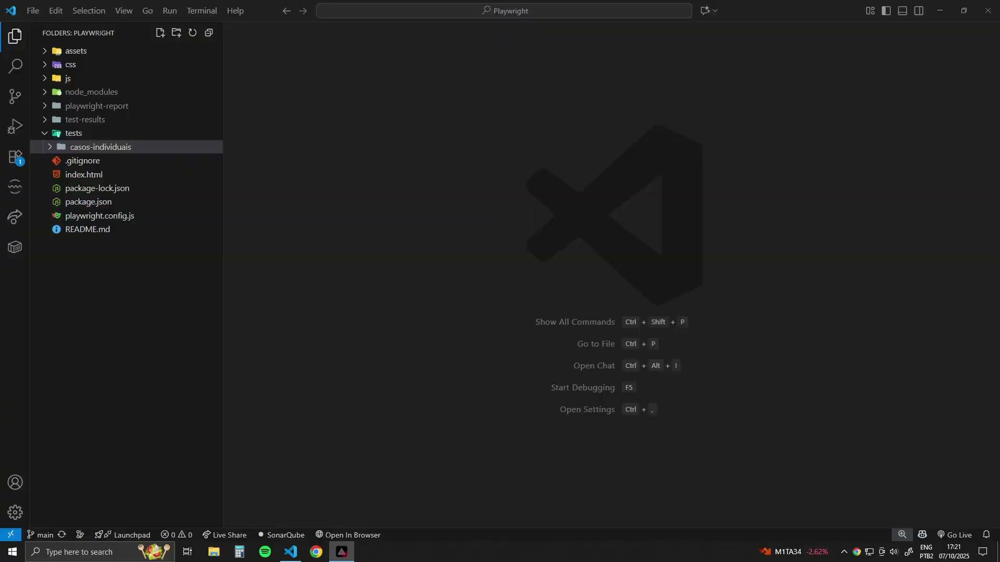 File Edit Selection View Go Run Terminal Help
Playwright
FOLDERS: PLAYWRIGHT
assets
css
js
node_modules
playwright-report
test-results
tests
casos-individuais
.gitignore
index.html
package-lock.json
package.json
playwright.config.js
README.md
1
Show All Commands Ctrl + Shift + P
Go to File Ctrl + P
Open Chat Ctrl + Alt + I
Start Debugging F5
Open Settings Ctrl + ,
main Launchpad 0 0 Live Share SonarQube Open In Browser Go Live
Type here to search M1TA34 -2,62% ENG 17:21
PTB2 07/10/2025